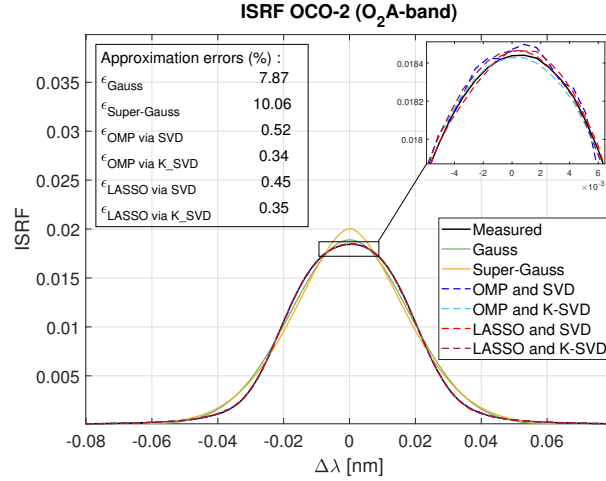 ISRF OCO-2 (O₂A-band)
Approximation errors (%) :
ϵGauss 7.87
ϵSuper-Gauss 10.06
ϵOMP via SVD 0.52
ϵOMP via K_SVD 0.34
ϵLASSO via SVD 0.45
ϵLASSO via K_SVD 0.35
0.0184
0.0182
0.018
-4 -2 0 2 4 6
×10⁻³
Measured
Gauss
Super-Gauss
OMP and SVD
OMP and K-SVD
LASSO and SVD
LASSO and K-SVD
ISRF
0.035
0.03
0.025
0.02
0.015
0.01
0.005
-0.08 -0.06 -0.04 -0.02 0 0.02 0.04 0.06
Δλ [nm]